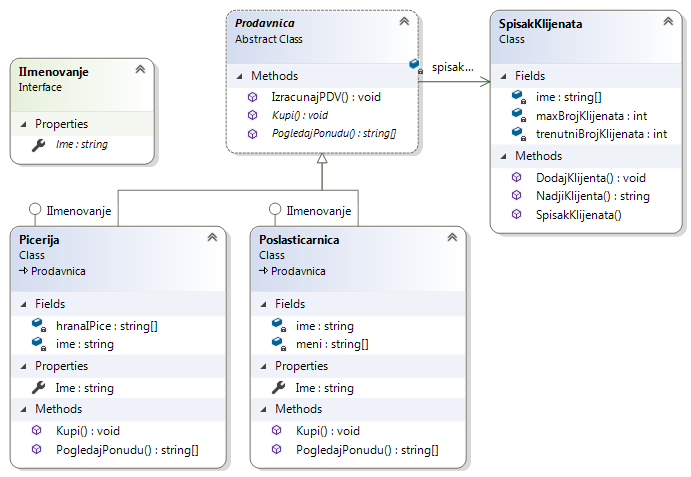 IImenovanje
Interface
Properties
Ime : string
Prodavnica
Abstract Class
Methods
IzracunajPDV() : void
Kupi() : void
PogledajPonudu() : string[]
spisak...
SpisakKlijenata
Class
Fields
ime : string[]
maxBrojKlijenata : int
trenutniBrojKlijenata : int
Methods
DodajKlijenta() : void
NadjiKlijenta() : string
SpisakKlijenata()
IImenovanje
Picerija
Class
Prodavnica
Fields
hranaIPice : string[]
ime : string
Properties
Ime : string
Methods
Kupi() : void
PogledajPonudu() : string[]
IImenovanje
Poslasticarnica
Class
Prodavnica
Fields
ime : string
meni : string[]
Properties
Ime : string
Methods
Kupi() : void
PogledajPonudu() : string[]